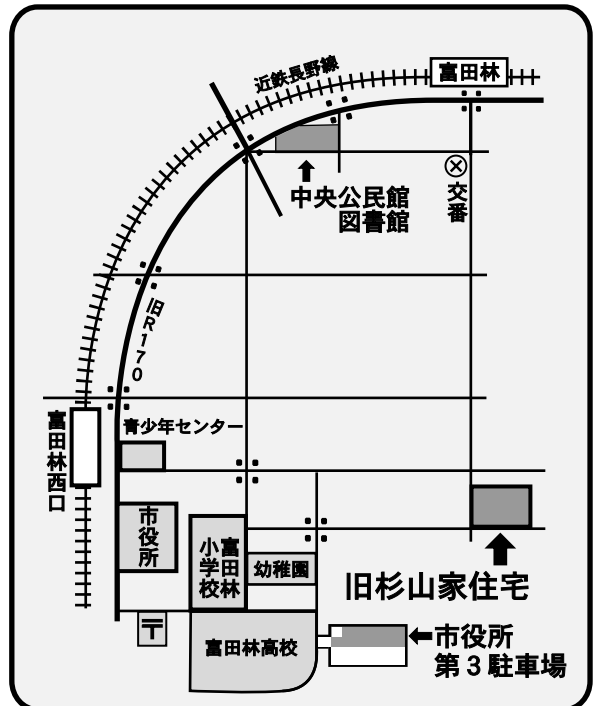 近鉄長野線
富田林
中央公民館
図書館
交番
旧R170
青少年センター
富田林西口
市役所
富田林
小学校
幼稚園
旧杉山家住宅
〒
富田林高校
市役所
第3駐車場